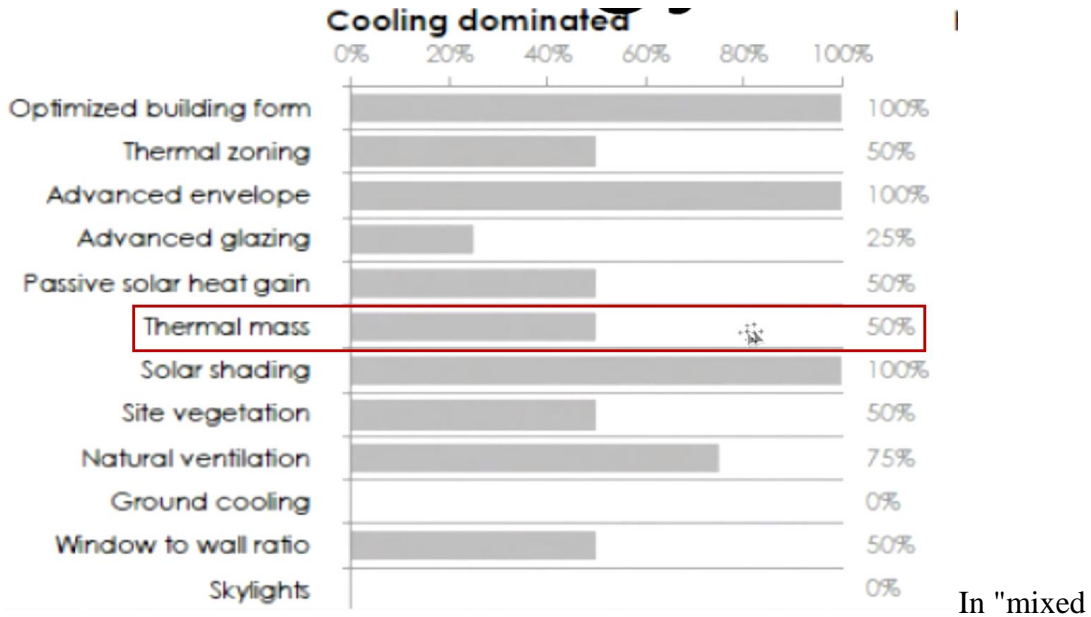 Cooling dominated
0% 20% 40% 60% 80% 100%
Optimized building form 100%
Thermal zoning 50%
Advanced envelope 100%
Advanced glazing 25%
Passive solar heat gain 50%
Thermal mass 50%
Solar shading 100%
Site vegetation 50%
Natural ventilation 75%
Ground cooling 0%
Window to wall ratio 50%
Skylights 0%
In "mixed